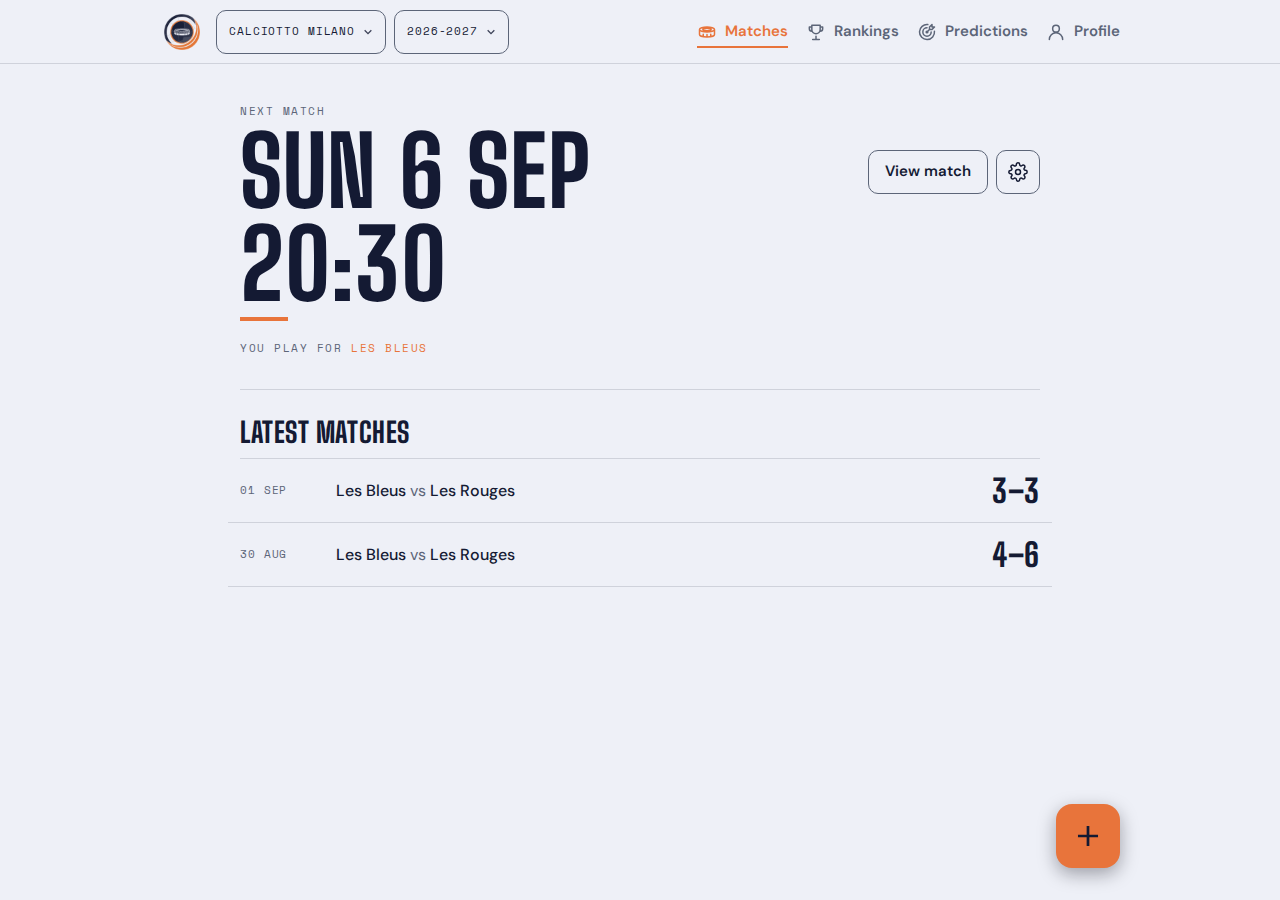 CALCIOTTO MILANO
2026-2027
Matches
Rankings
Predictions
Profile
NEXT MATCH
SUN 6 SEP
20:30
View match
YOU PLAY FOR LES BLEUS
LATEST MATCHES
01 SEP
Les Bleus vs Les Rouges
3–3
30 AUG
Les Bleus vs Les Rouges
4–6